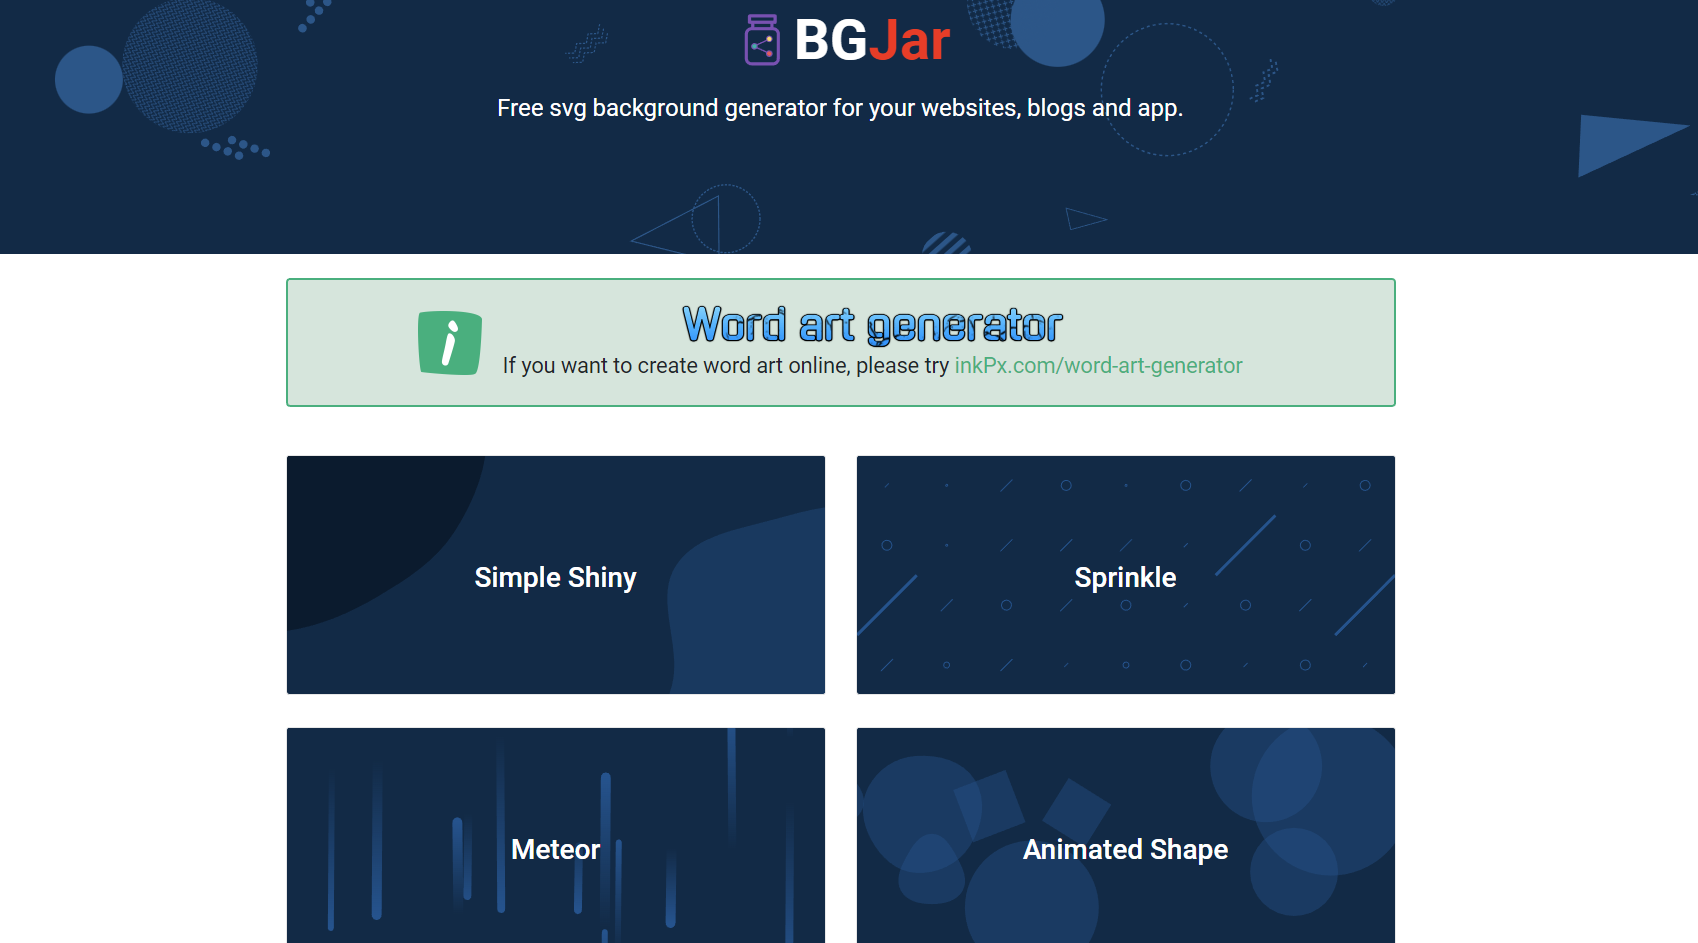 BGJar
Free svg background generator for your websites, blogs and app.
Word art generator
If you want to create word art online, please try inkPx.com/word-art-generator
Simple Shiny
Sprinkle
Meteor
Animated Shape